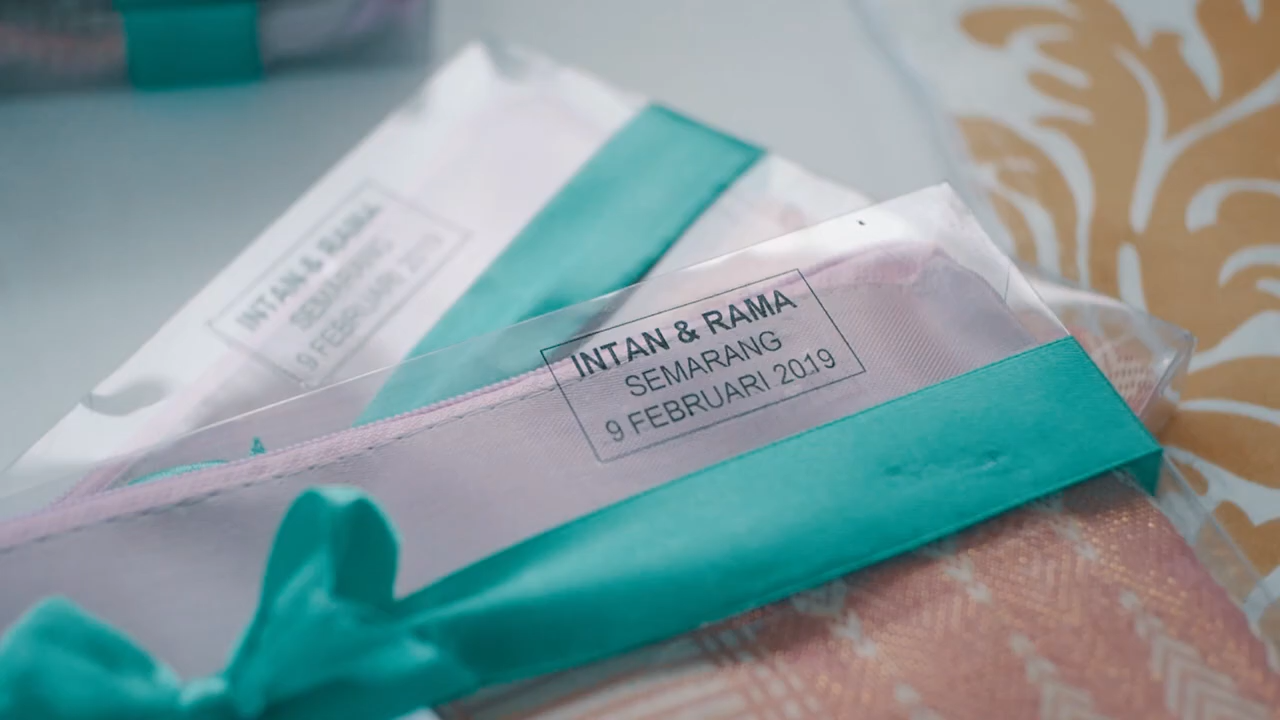 INTAN & RAMA
SEMARANG
9 FEBRUARI 2019
INTAN & RAMA
SEMARANG
9 FEBRUARI 2019